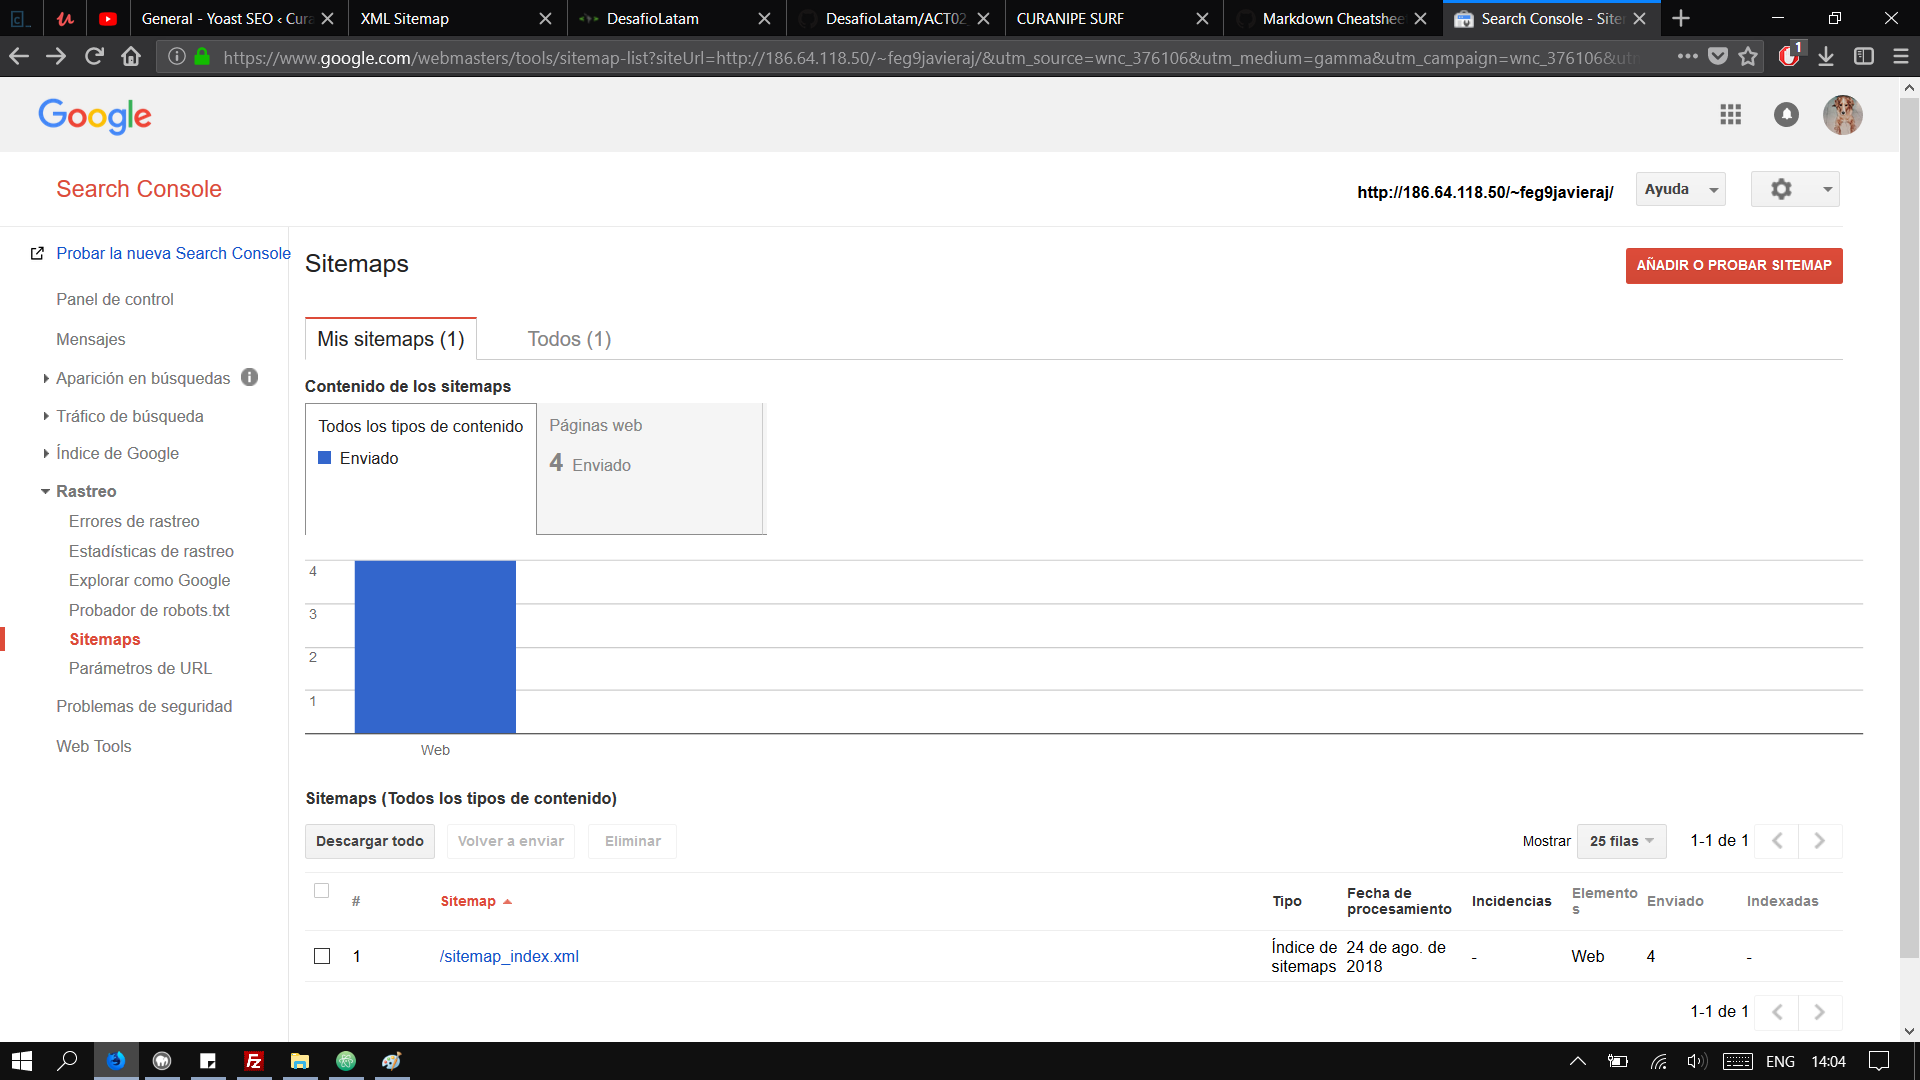 General - Yoast SEO ‹ Cura
XML Sitemap
DesafioLatam
DesafioLatam/ACT02_
CURANIPE SURF
Markdown Cheatshee
Search Console - Site
https://www.google.com/webmasters/tools/sitemap-list?siteUrl=http://186.64.118.50/~feg9javieraj/&utm_source=wnc_376106&utm_medium=gamma&utm_campaign=wnc_376106&utm
1
Google
Search Console
http://186.64.118.50/~feg9javieraj/
Ayuda
Probar la nueva Search Console
Panel de control
Mensajes
Aparición en búsquedas
Tráfico de búsqueda
Índice de Google
Rastreo
Errores de rastreo
Estadísticas de rastreo
Explorar como Google
Probador de robots.txt
Sitemaps
Parámetros de URL
Problemas de seguridad
Web Tools
Sitemaps
AÑADIR O PROBAR SITEMAP
Mis sitemaps (1)
Todos (1)
Contenido de los sitemaps
Todos los tipos de contenido
Enviado
Páginas web
4 Enviado
4
3
2
1
Web
Sitemaps (Todos los tipos de contenido)
Descargar todo
Volver a enviar
Eliminar
Mostrar
25 filas
1-1 de 1
#
Sitemap
Tipo
Fecha de
procesamiento
Incidencias
Elemento
s
Enviado
Indexadas
1
/sitemap_index.xml
Índice de
sitemaps
24 de ago. de
2018
-
Web
4
-
1-1 de 1
ENG
14:04